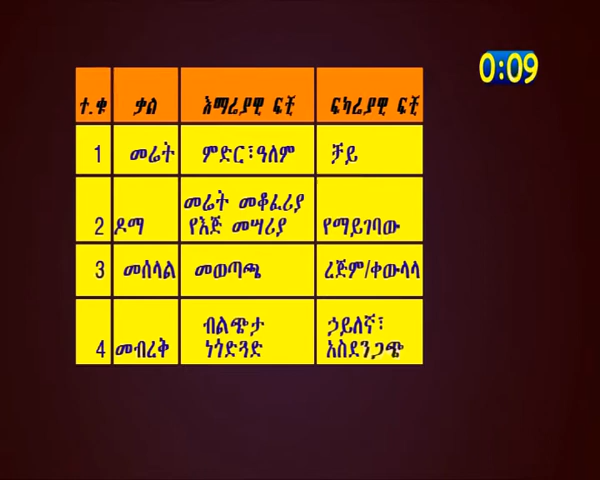 0:09
ተ.ቁ ቃል እማሬያዊ ፍቺ ፍካሬያዊ ፍቺ
1 መሬት ምድር፣ዓለም ቻይ
2 ዶማ መሬት መቆፈሪያ የማይገባው
የእጅ መሣሪያ
3 መሰላል መወጣጫ ረጅም/ቀውላላ
4 መብረቅ ብልጭታ ኃይለኛ፣
ነጎድጓድ አስደንጋጭ